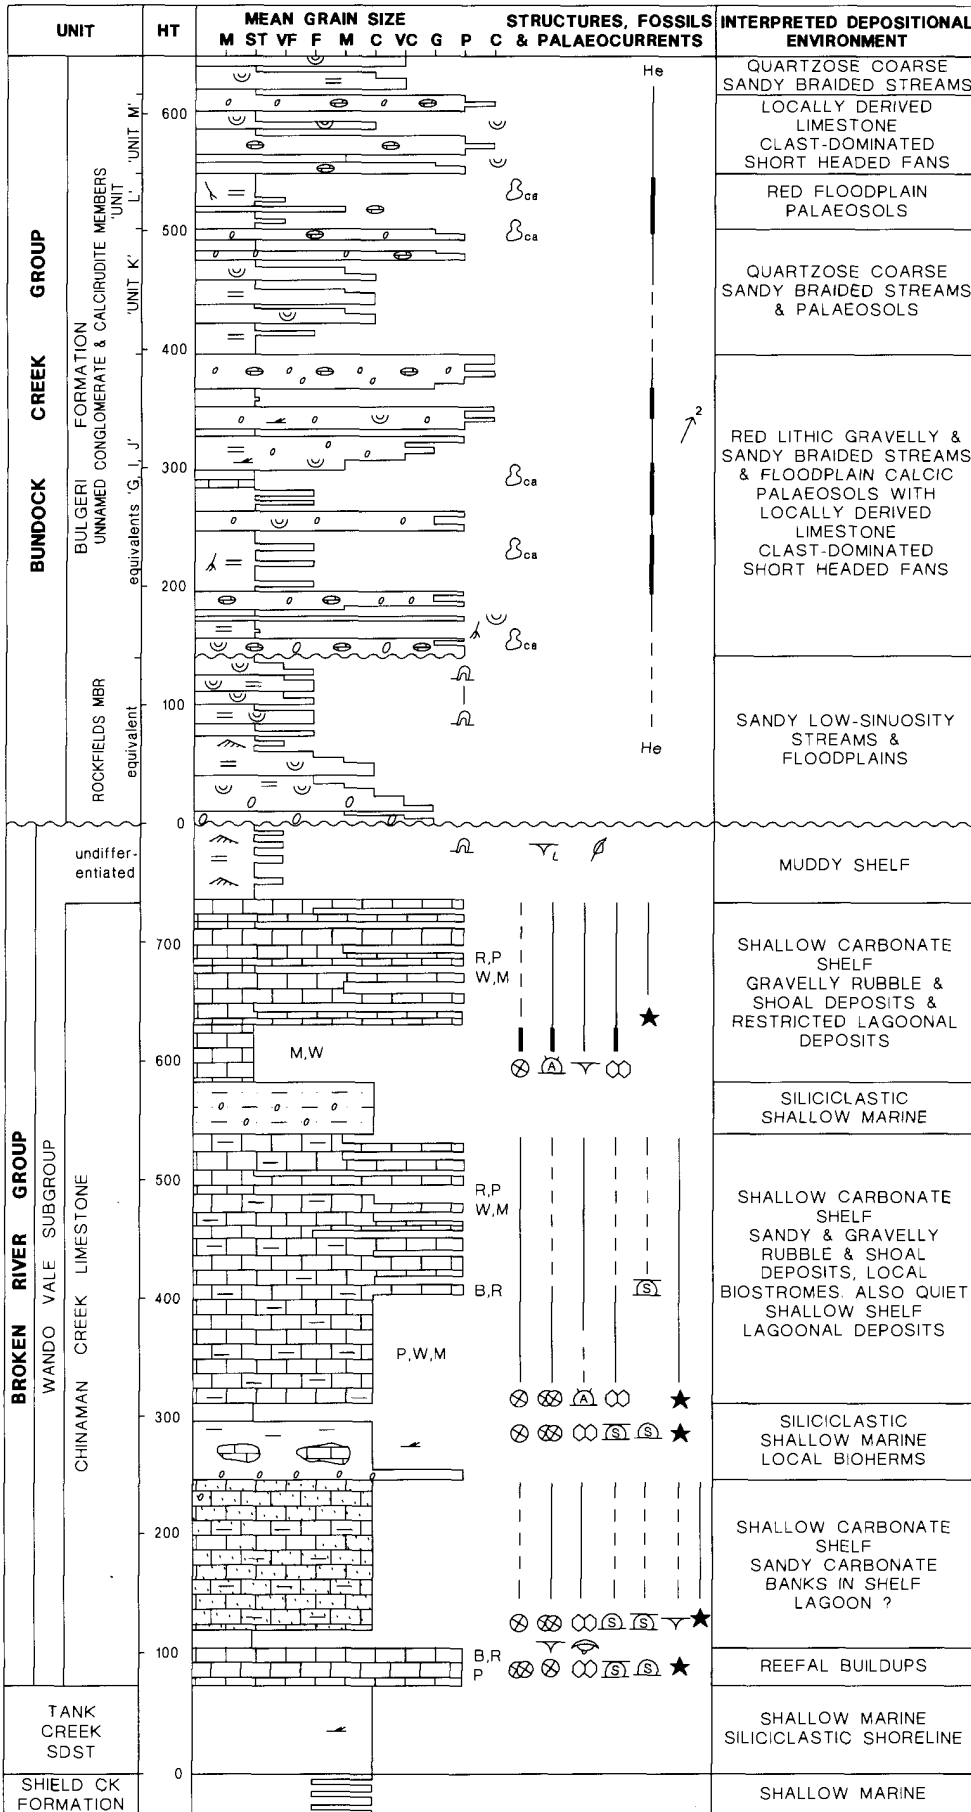 UNIT
HT
MEAN GRAIN SIZE
M ST VF F M C VC G P C
STRUCTURES, FOSSILS
& PALAEOCURRENTS
INTERPRETED DEPOSITIONAL
ENVIRONMENT
BUNDOCK CREEK GROUP
BULGERI FORMATION
UNNAMED CONGLOMERATE & CALCIRUDITE MEMBERS
'UNIT M'
'UNIT
L'
'UNIT K'
equivalents 'G, I, J'
ROCKFIELDS MBR
equivalent
600
500
400
300
200
100
0
He
ca
ca
2
ca
ca
ca
He
QUARTZOSE COARSE
SANDY BRAIDED STREAMS
LOCALLY DERIVED
LIMESTONE
CLAST-DOMINATED
SHORT HEADED FANS
RED FLOODPLAIN
PALAEOSOLS
QUARTZOSE COARSE
SANDY BRAIDED STREAMS
& PALAEOSOLS
RED LITHIC GRAVELLY &
SANDY BRAIDED STREAMS
& FLOODPLAIN CALCIC
PALAEOSOLS WITH
LOCALLY DERIVED
LIMESTONE
CLAST-DOMINATED
SHORT HEADED FANS
SANDY LOW-SINUOSITY
STREAMS &
FLOODPLAINS
BROKEN RIVER GROUP
WANDO VALE SUBGROUP
undiffer-
entiated
CHINAMAN CREEK LIMESTONE
700
600
500
400
300
200
100
0
L
R,P
W,M
M,W
A
R,P
W,M
B,R
S
P,W,M
A
S S
S S
B,R
P
S S
MUDDY SHELF
SHALLOW CARBONATE
SHELF
GRAVELLY RUBBLE &
SHOAL DEPOSITS &
RESTRICTED LAGOONAL
DEPOSITS
SILICICLASTIC
SHALLOW MARINE
SHALLOW CARBONATE
SHELF
SANDY & GRAVELLY
RUBBLE & SHOAL
DEPOSITS, LOCAL
BIOSTROMES. ALSO QUIET
SHALLOW SHELF
LAGOONAL DEPOSITS
SILICICLASTIC
SHALLOW MARINE
LOCAL BIOHERMS
SHALLOW CARBONATE
SHELF
SANDY CARBONATE
BANKS IN SHELF
LAGOON ?
REEFAL BUILDUPS
TANK
CREEK
SDST
SHALLOW MARINE
SILICICLASTIC SHORELINE
SHIELD CK
FORMATION
SHALLOW MARINE